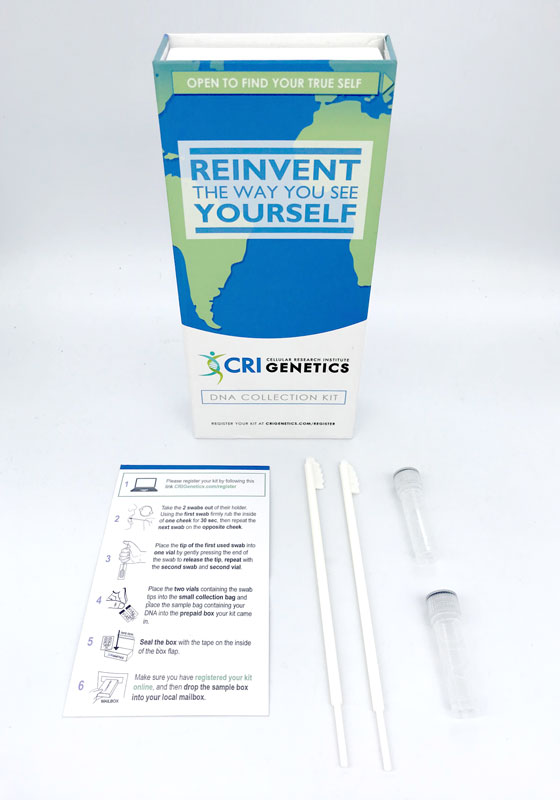 OPEN TO FIND YOUR TRUE SELF
REINVENT
THE WAY YOU SEE
YOURSELF
CRI
CELLULAR RESEARCH INSTITUTE
GENETICS
DNA COLLECTION KIT
REGISTER YOUR KIT AT CRIGENETICS.COM/REGISTER
1
Please register your kit by following this
link CRIGenetics.com/register
2
Take the 2 swabs out of their holder.
Using the first swab firmly rub the inside
of one cheek for 30 sec, then repeat the
next swab on the opposite cheek.
3
Place the tip of the first used swab into
one vial by gently pressing the end of
the swab to release the tip, repeat with
the second swab and second vial.
4
Place the two vials containing the swab
tips into the small collection bag and
place the sample bag containing your
DNA into the prepaid box your kit came
in.
5
Seal the box with the tape on the inside
of the box flap.
6
Make sure you have registered your kit
online, and then drop the sample box
into your local mailbox.
MAILBOX